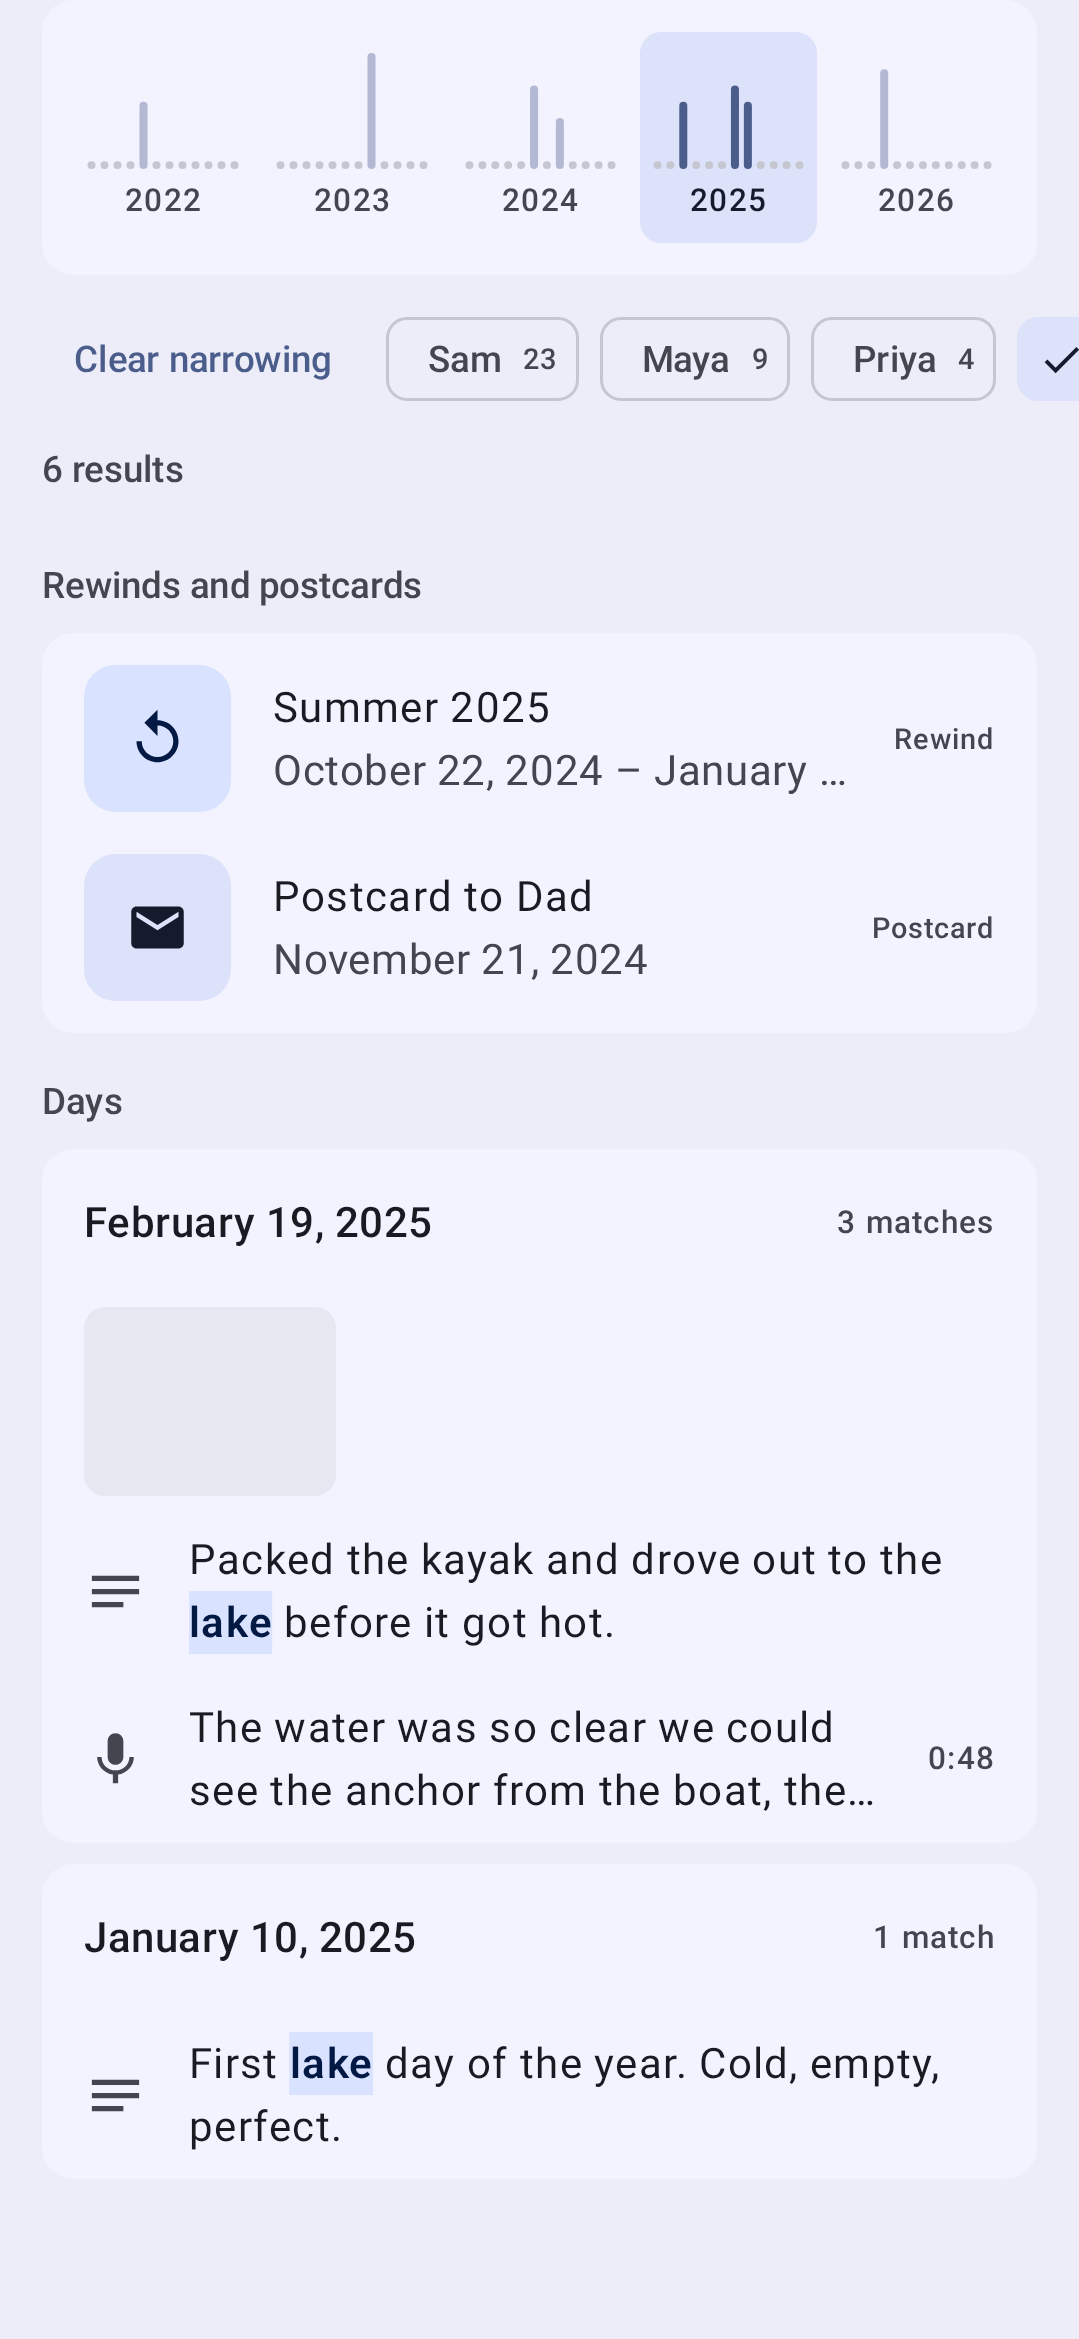 2022 2023 2024 2025 2026
Clear narrowing Sam 23 Maya 9 Priya 4
6 results
Rewinds and postcards
Summer 2025
October 22, 2024 – January ...
Rewind
Postcard to Dad
November 21, 2024
Postcard
Days
February 19, 2025 3 matches
Packed the kayak and drove out to the
lake before it got hot.
The water was so clear we could
see the anchor from the boat, the...
0:48
January 10, 2025 1 match
First lake day of the year. Cold, empty,
perfect.